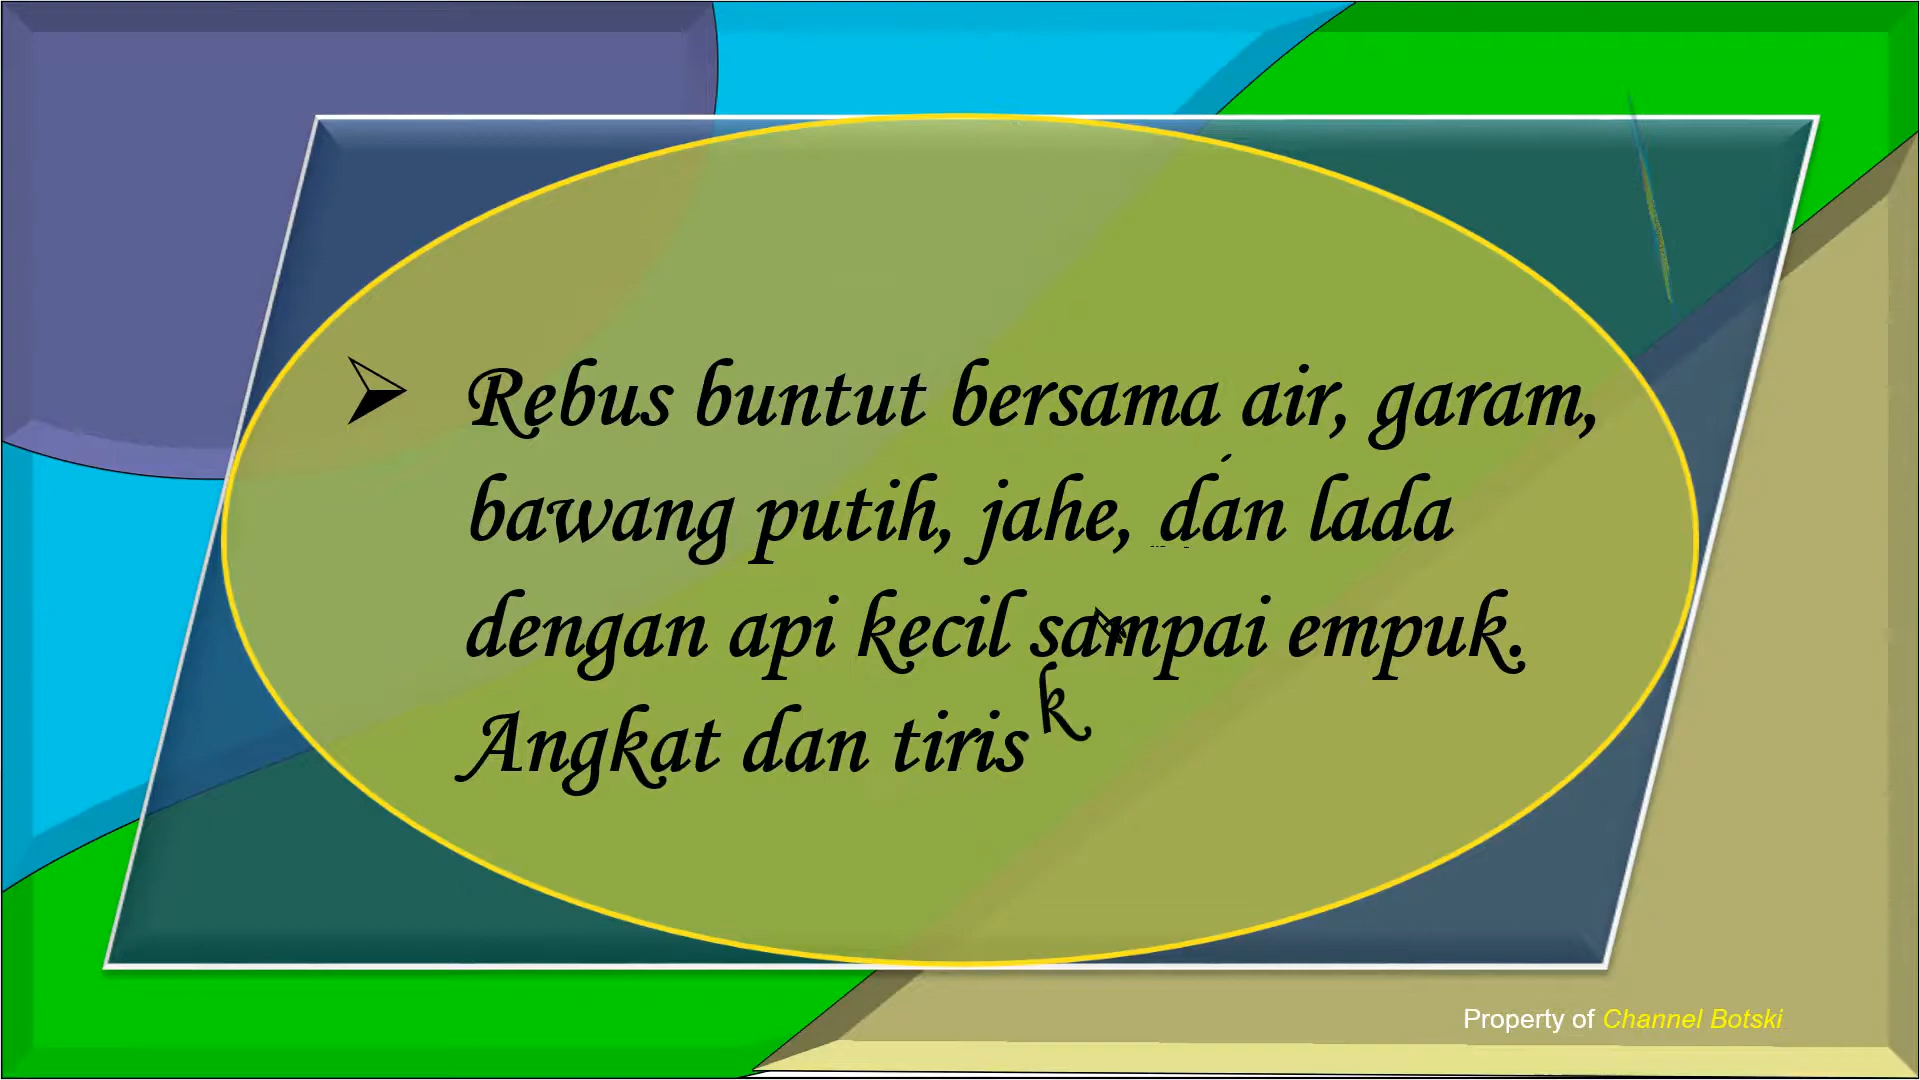 ➢ Rebus buntut bersama air, garam,
bawang putih, jahe, dan lada
dengan api kecil sampai empuk.
Angkat dan tirisk
Property of Channel Botski